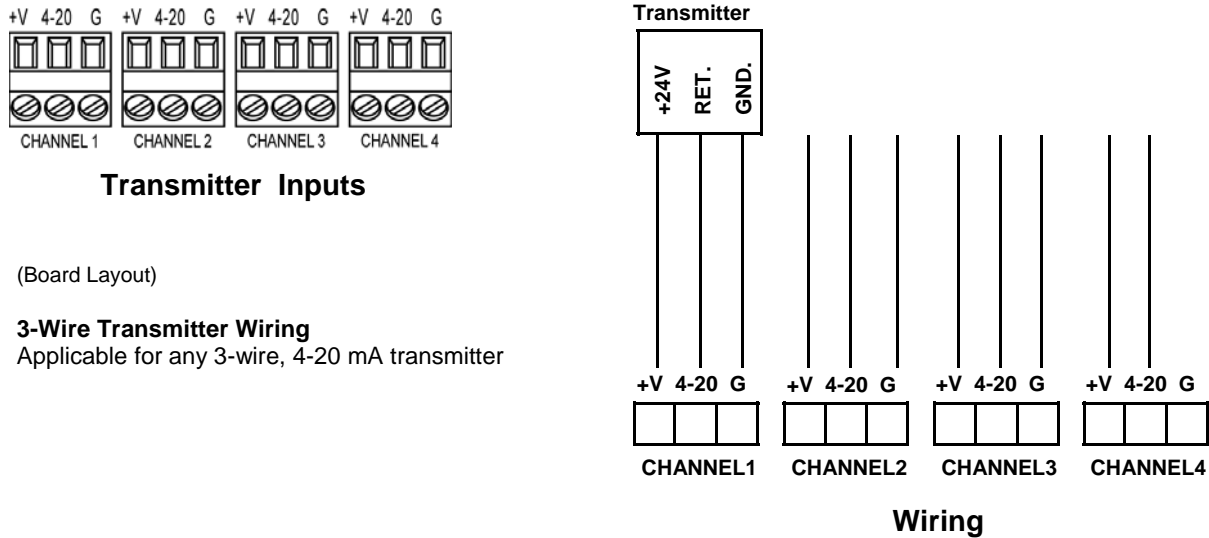 +V 4-20 G +V 4-20 G +V 4-20 G +V 4-20 G
CHANNEL 1 CHANNEL 2 CHANNEL 3 CHANNEL 4
Transmitter Inputs
(Board Layout)
3-Wire Transmitter Wiring
Applicable for any 3-wire, 4-20 mA transmitter
Transmitter
+24V
RET.
GND.
+V 4-20 G +V 4-20 G +V 4-20 G +V 4-20 G
CHANNEL1 CHANNEL2 CHANNEL3 CHANNEL4
Wiring